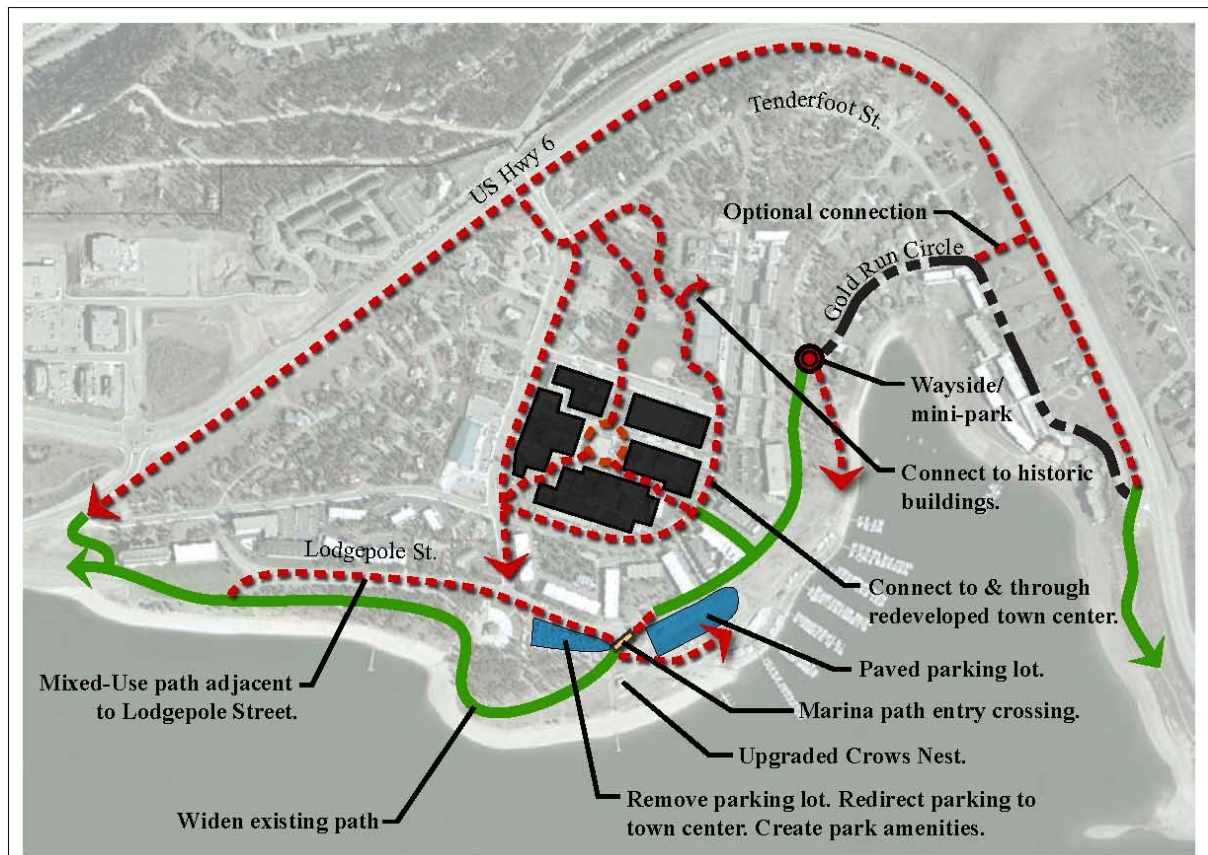 Tenderfoot St.
US Hwy 6
Optional connection
Gold Run Circle
Wayside/
mini-park
Connect to historic
buildings.
Lodgepole St.
Connect to & through
redeveloped town center.
Paved parking lot.
Mixed-Use path adjacent
to Lodgepole Street.
Marina path entry crossing.
Upgraded Crows Nest.
Widen existing path
Remove parking lot. Redirect parking to
town center. Create park amenities.